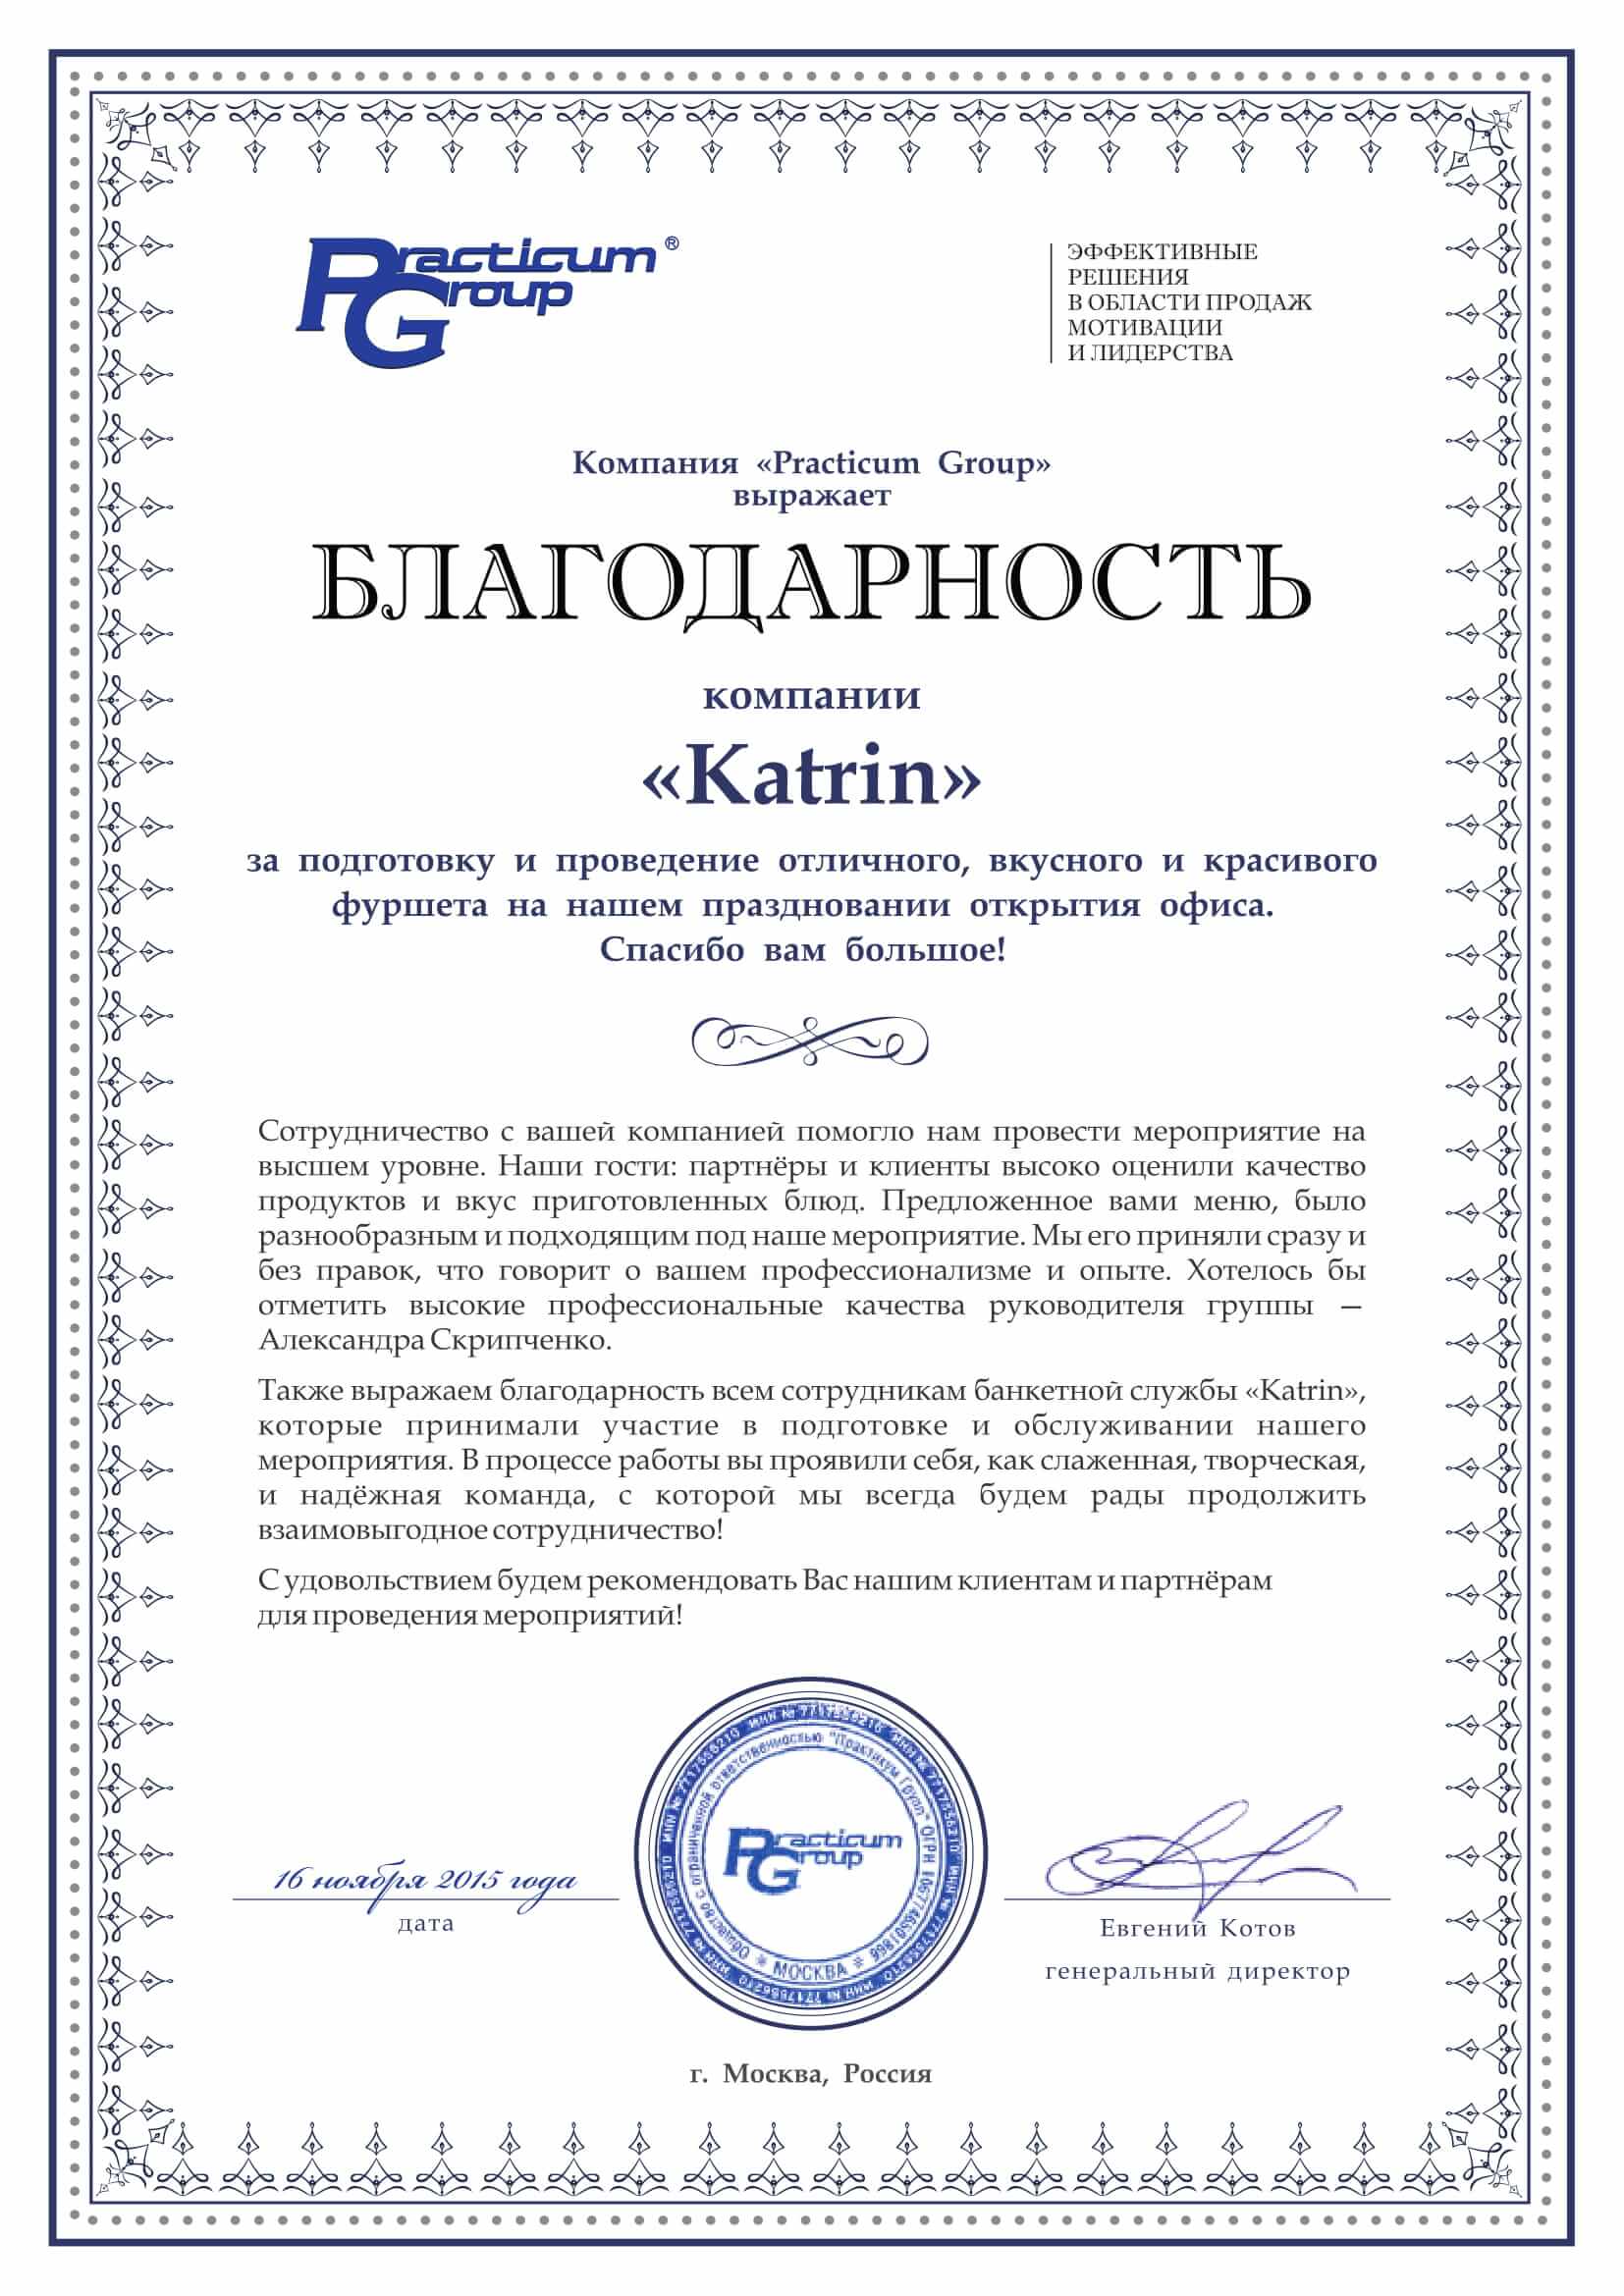 Practicum ®
Group
ЭФФЕКТИВНЫЕ
РЕШЕНИЯ
В ОБЛАСТИ ПРОДАЖ
МОТИВАЦИИ
И ЛИДЕРСТВА
Компания «Practicum Group»
выражает
БЛАГОДАРНОСТЬ
компании
«Katrin»
за подготовку и проведение отличного, вкусного и красивого
фуршета на нашем праздновании открытия офиса.
Спасибо вам большое!
Сотрудничество с вашей компанией помогло нам провести мероприятие на
высшем уровне. Наши гости: партнёры и клиенты высоко оценили качество
продуктов и вкус приготовленных блюд. Предложенное вами меню, было
разнообразным и подходящим под наше мероприятие. Мы его приняли сразу и
без правок, что говорит о вашем профессионализме и опыте. Хотелось бы
отметить высокие профессиональные качества руководителя группы —
Александра Скрипченко.
Также выражаем благодарность всем сотрудникам банкетной службы «Katrin»,
которые принимали участие в подготовке и обслуживании нашего
мероприятия. В процессе работы вы проявили себя, как слаженная, творческая,
и надёжная команда, с которой мы всегда будем рады продолжить
взаимовыгодное сотрудничество!
С удовольствием будем рекомендовать Вас нашим клиентам и партнёрам
для проведения мероприятий!
Общество с ограниченной ответственностью "Практикум Групп" ОГРН
Practicum
Group
* МОСКВА *
16 ноября 2015 года
дата
Евгений Котов
генеральный директор
г. Москва, Россия